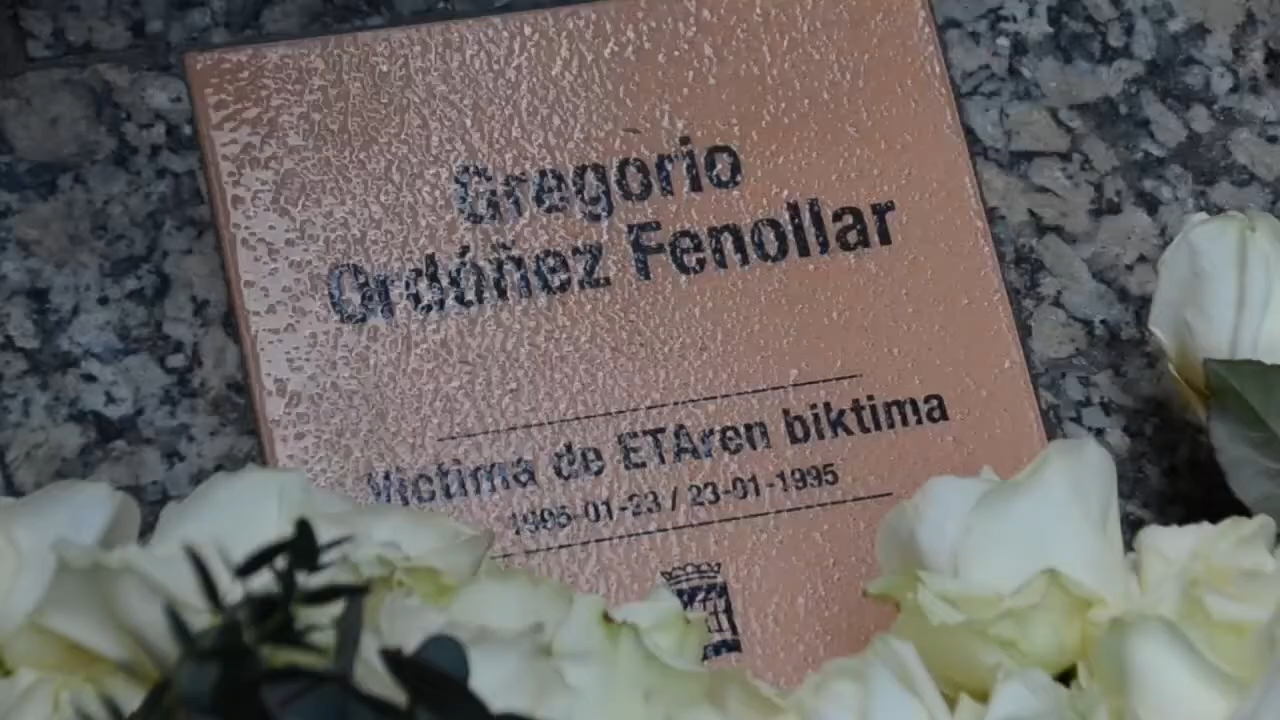 Gregorio
Ordóñez Fenollar
Víctima de ETAren biktima
1995-01-23 / 23-01-1995